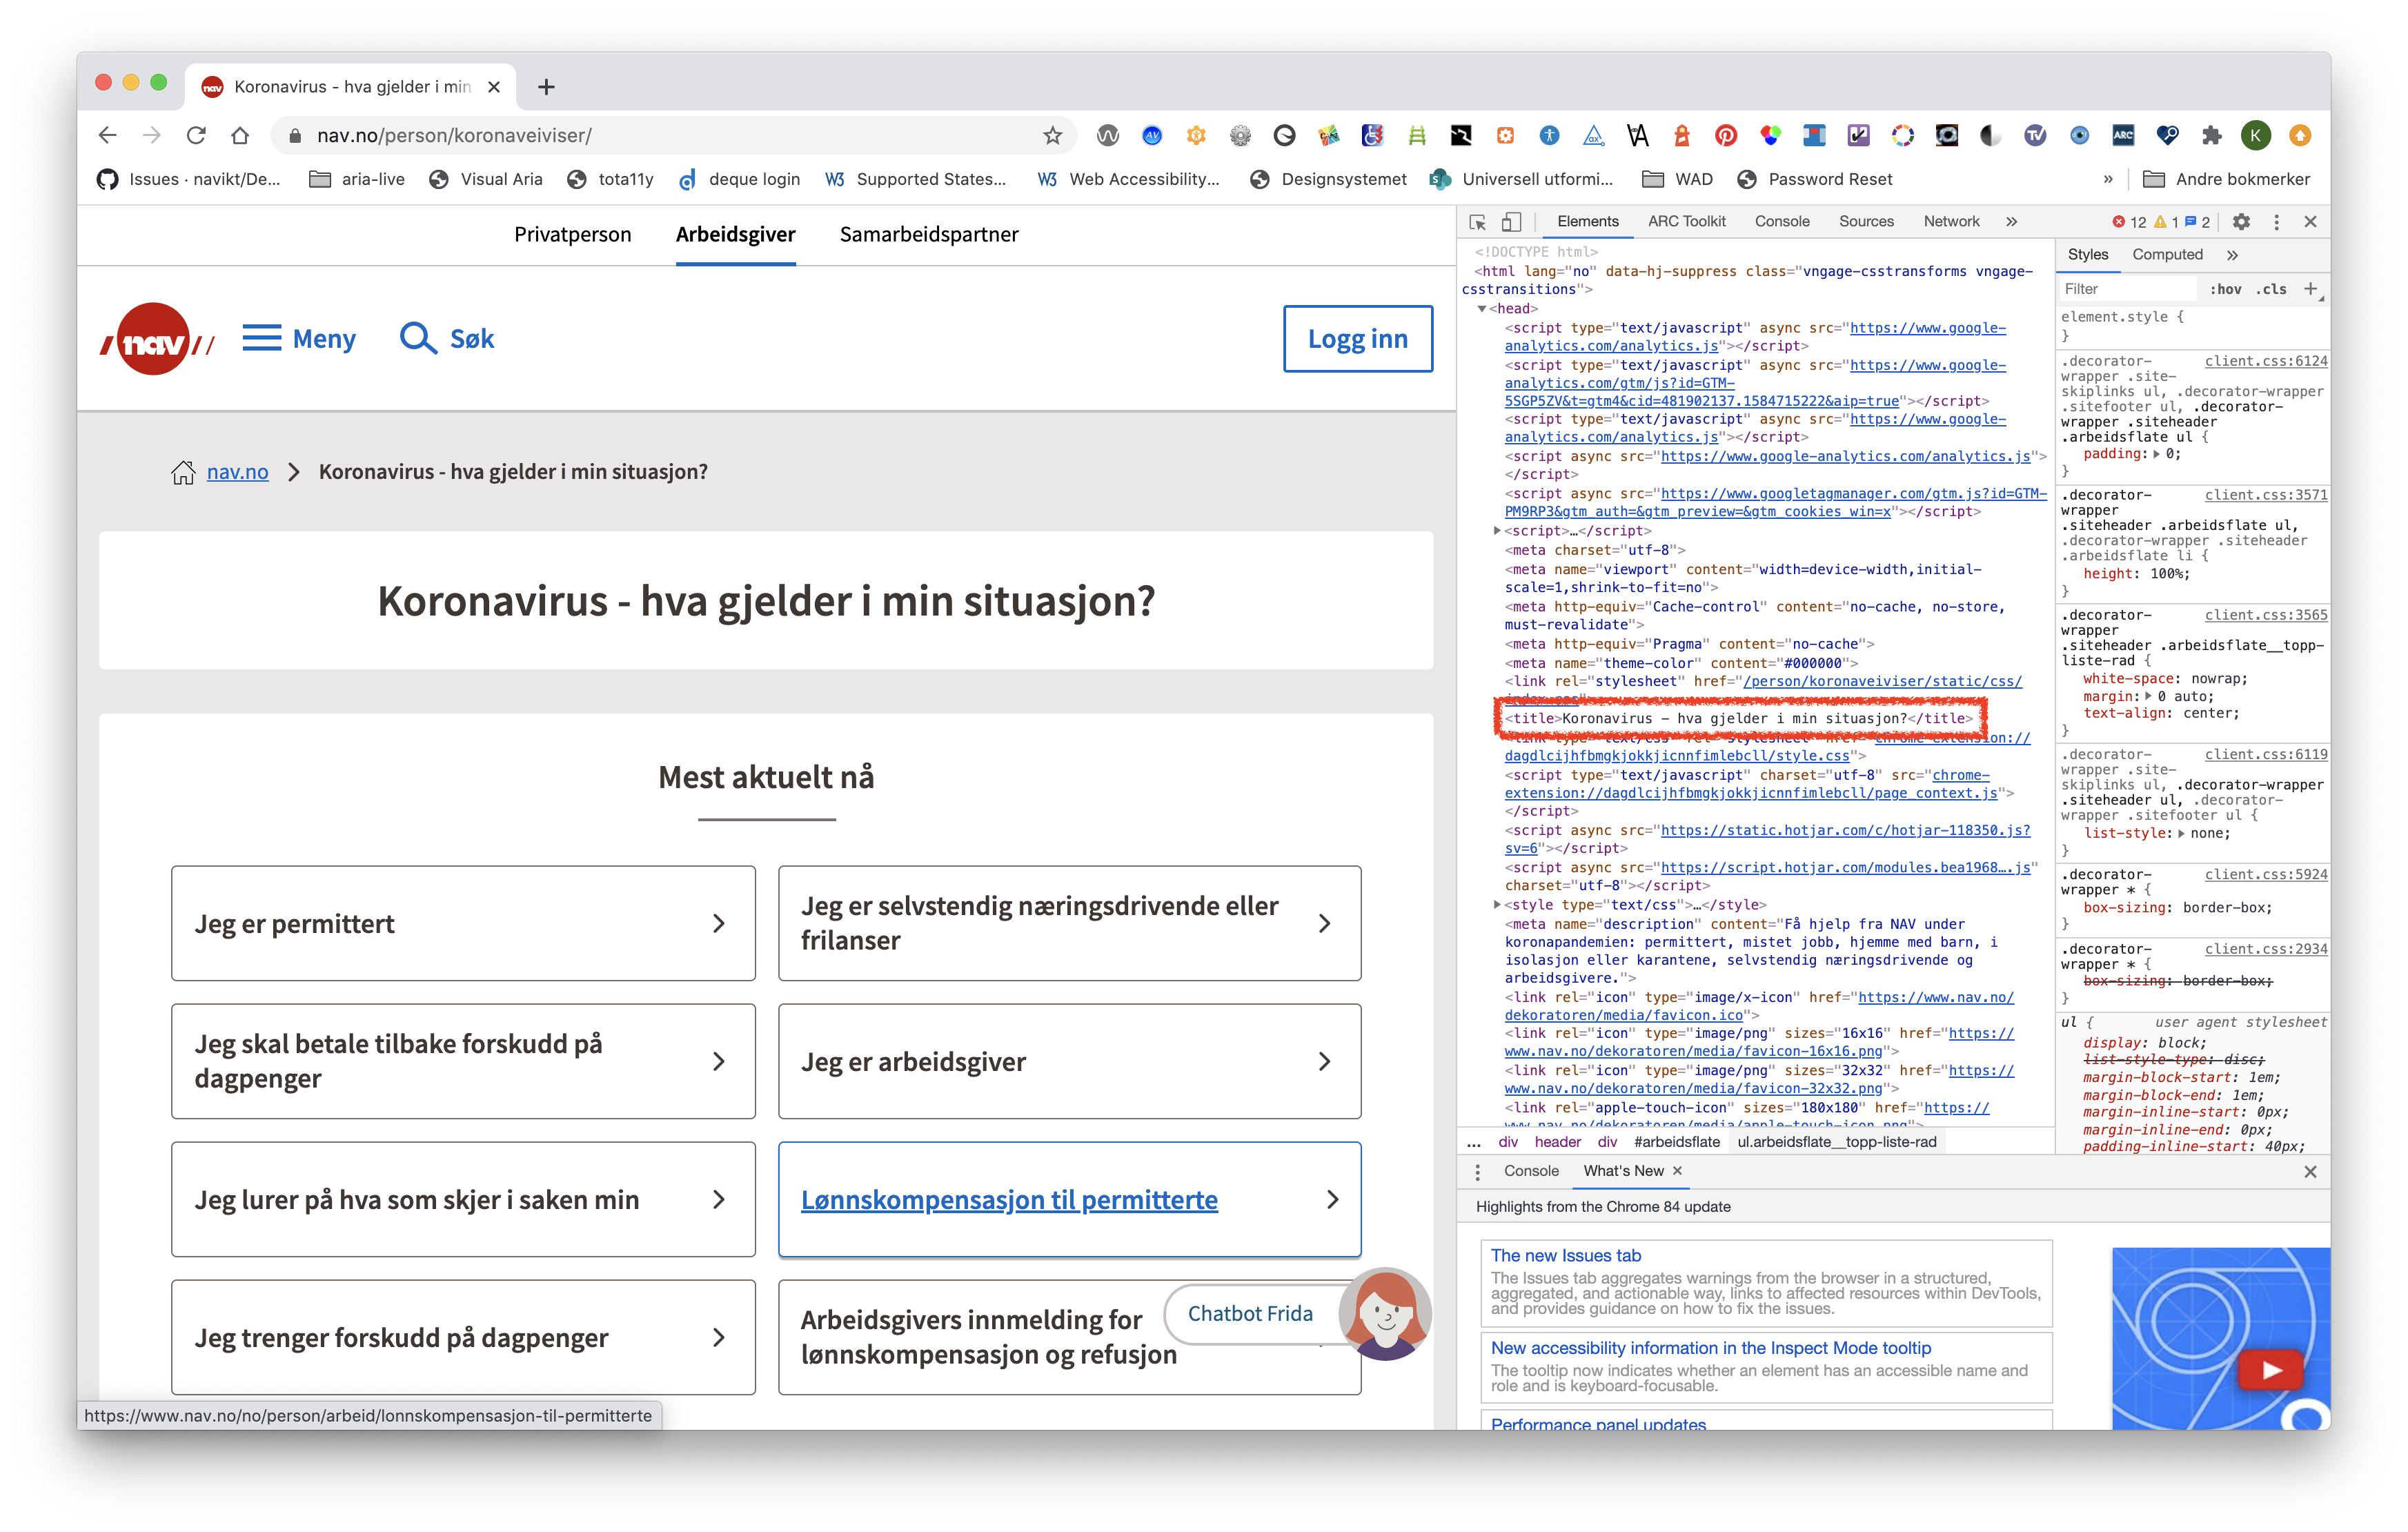 Koronavirus - hva gjelder i min
nav.no/person/koronaveiviser/
Issues · navikt/De...
aria-live
Visual Aria
tota11y
deque login
Supported States...
Web Accessibility...
Designsystemet
Universell utformi...
WAD
Password Reset
»
Andre bokmerker
Privatperson
Arbeidsgiver
Samarbeidspartner
nav
Meny
Søk
Logg inn
nav.no
Koronavirus - hva gjelder i min situasjon?
Koronavirus - hva gjelder i min situasjon?
Mest aktuelt nå
Jeg er permittert
Jeg er selvstendig næringsdrivende eller
frilanser
Jeg skal betale tilbake forskudd på
dagpenger
Jeg er arbeidsgiver
Jeg lurer på hva som skjer i saken min
Lønnskompensasjon til permitterte
Jeg trenger forskudd på dagpenger
Arbeidsgivers innmelding for
lønnskompensasjon og refusjon
Chatbot Frida
https://www.nav.no/no/person/arbeid/lonnskompensasjon-til-permitterte
Elements
ARC Toolkit
Console
Sources
Network
»
12
1
2
<!DOCTYPE html>
<html lang="no" data-hj-suppress class="vngage-csstransforms vngage-
csstransitions">
<head>
<script type="text/javascript" async src="https://www.google-
analytics.com/analytics.js"></script>
<script type="text/javascript" async src="https://www.google-
analytics.com/gtm/js?id=GTM-
5SGP5ZV&t=gtm4&cid=481902137.1584715222&aip=true"></script>
<script type="text/javascript" async src="https://www.google-
analytics.com/analytics.js"></script>
<script async src="https://www.google-analytics.com/analytics.js">
</script>
<script async src="https://www.googletagmanager.com/gtm.js?id=GTM-
PM9RP3&gtm_auth=&gtm_preview=&gtm_cookies_win=x"></script>
<script>…</script>
<meta charset="utf-8">
<meta name="viewport" content="width=device-width,initial-
scale=1,shrink-to-fit=no">
<meta http-equiv="Cache-control" content="no-cache, no-store,
must-revalidate">
<meta http-equiv="Pragma" content="no-cache">
<meta name="theme-color" content="#000000">
<link rel="stylesheet" href="/person/koronaveiviser/static/css/
<title>Koronavirus - hva gjelder i min situasjon?</title>
<link type="text/css" rel="stylesheet" href="chrome-extension://
dagdlcijhfbmgkjokkjicnnfimlebcll/style.css">
<script type="text/javascript" charset="utf-8" src="chrome-
extension://dagdlcijhfbmgkjokkjicnnfimlebcll/page_context.js">
</script>
<script async src="https://static.hotjar.com/c/hotjar-118350.js?
sv=6"></script>
<script async src="https://script.hotjar.com/modules.bea1968….js"
charset="utf-8"></script>
<style type="text/css">…</style>
<meta name="description" content="Få hjelp fra NAV under
koronapandemien: permittert, mistet jobb, hjemme med barn, i
isolasjon eller karantene, selvstendig næringsdrivende og
arbeidsgivere.">
<link rel="icon" type="image/x-icon" href="https://www.nav.no/
dekoratoren/media/favicon.ico">
<link rel="icon" type="image/png" sizes="16x16" href="https://
www.nav.no/dekoratoren/media/favicon-16x16.png">
<link rel="icon" type="image/png" sizes="32x32" href="https://
www.nav.no/dekoratoren/media/favicon-32x32.png">
<link rel="apple-touch-icon" sizes="180x180" href="https://
www.nav.no/dekoratoren/media/apple-touch-icon.png">
... div header div #arbeidsflate ul.arbeidsflate__topp-liste-rad
Styles
Computed
»
Filter
:hov
.cls
+
element.style {
}
.decorator- client.css:6124
wrapper .site-
skiplinks ul, .decorator-wrapper
.sitefooter ul, .decorator-
wrapper .siteheader
.arbeidsflate ul {
padding: 0;
}
.decorator- client.css:3571
wrapper
.siteheader .arbeidsflate ul,
.decorator-wrapper .siteheader
.arbeidsflate li {
height: 100%;
}
.decorator- client.css:3565
wrapper
.siteheader .arbeidsflate__topp-
liste-rad {
white-space: nowrap;
margin: 0 auto;
text-align: center;
}
.decorator- client.css:6119
wrapper .site-
skiplinks ul, .decorator-wrapper
.siteheader ul, .decorator-
wrapper .sitefooter ul {
list-style: none;
}
.decorator- client.css:5924
wrapper * {
box-sizing: border-box;
}
.decorator- client.css:2934
wrapper * {
box-sizing: border-box;
}
ul { user agent stylesheet
display: block;
list-style-type: disc;
margin-block-start: 1em;
margin-block-end: 1em;
margin-inline-start: 0px;
margin-inline-end: 0px;
padding-inline-start: 40px;
Console
What's New
Highlights from the Chrome 84 update
The new Issues tab
The Issues tab aggregates warnings from the browser in a structured,
aggregated, and actionable way, links to affected resources within DevTools,
and provides guidance on how to fix the issues.
New accessibility information in the Inspect Mode tooltip
The tooltip now indicates whether an element has an accessible name and
role and is keyboard-focusable.
Performance panel updates